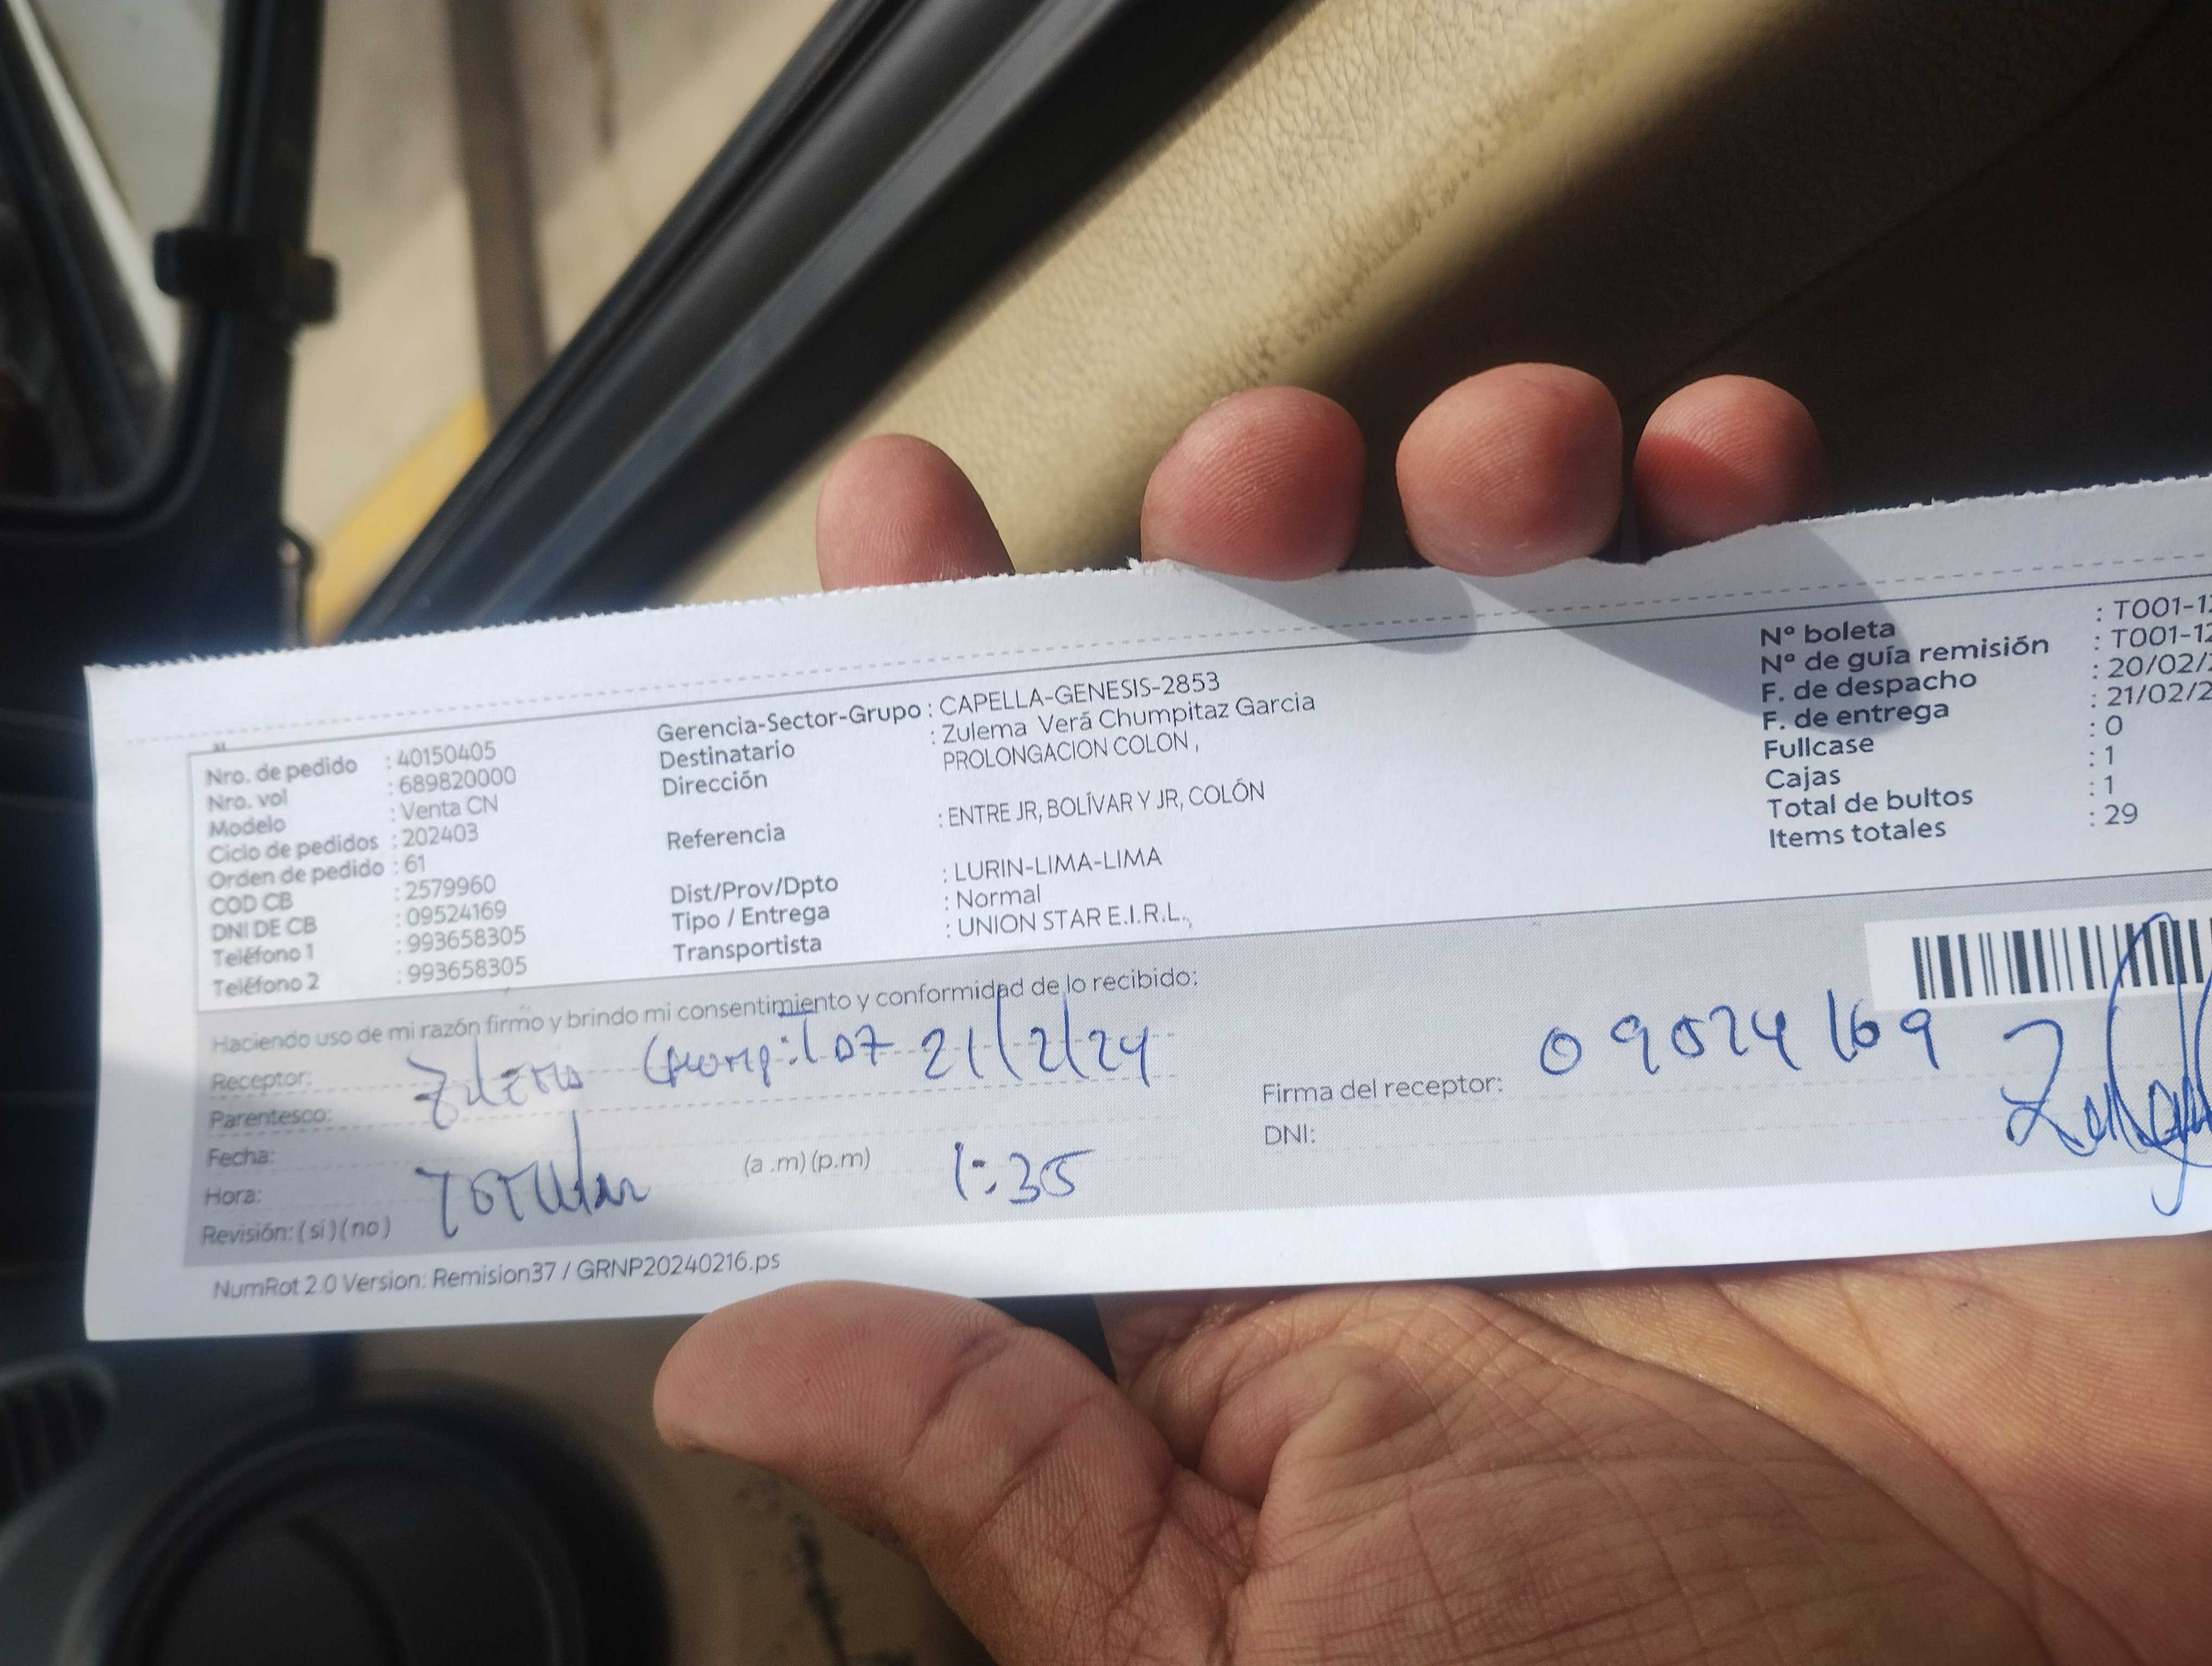 Nro. de pedido : 40150405
Nro. vol : 689820000
Modelo : Venta CN
Ciclo de pedidos : 202403
Orden de pedido : 61
COD CB : 2579960
DNI DE CB : 09524169
Teléfono 1 : 993658305
Teléfono 2 : 993658305
Gerencia-Sector-Grupo : CAPELLA-GENESIS-2853
Destinatario : Zulema Verá Chumpitaz Garcia
Dirección PROLONGACION COLON ,
Referencia : ENTRE JR, BOLÍVAR Y JR, COLÓN
Dist/Prov/Dpto : LURIN-LIMA-LIMA
Tipo / Entrega : Normal
Transportista : UNION STAR E.I.R.L.,
Nº boleta : T001-1
Nº de guía remisión : T001-12
F. de despacho : 20/02/
F. de entrega : 21/02/2
Fullcase : 0
Cajas : 1
Total de bultos : 1
Items totales : 29
Haciendo uso de mi razón firmo y brindo mi consentimiento y conformidad de lo recibido:
Receptor: 21/2/24
Parentesco:
Fecha:
Hora: (a .m) (p.m) 1:35
Revisión: ( si ) ( no )
Firma del receptor: 09524169
DNI:
NumRot 2.0 Version: Remision37 / GRNP20240216.ps